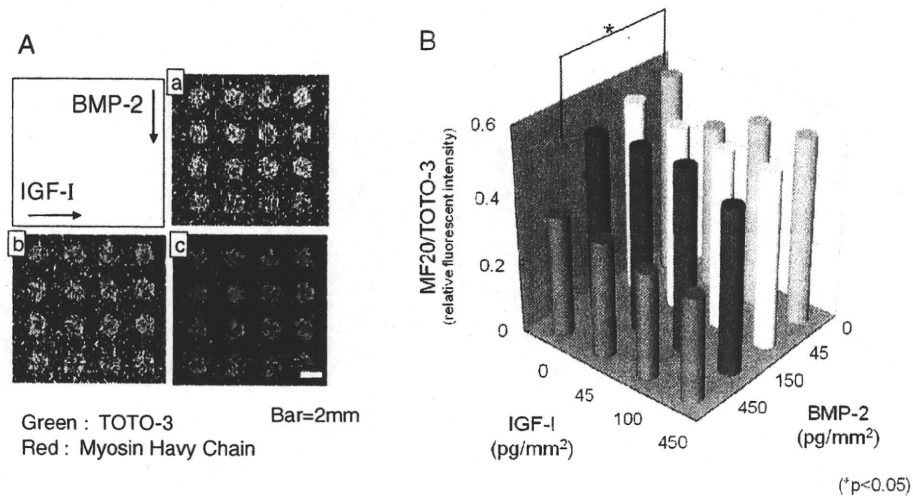 A
BMP-2
IGF-I
a
b
c
Green : TOTO-3
Red : Myosin Havy Chain
Bar=2mm
B
*
MF20/TOTO-3
(relative fluorescent intensity)
0.6
0.4
0.2
0
0
45
100
450
IGF-I
(pg/mm²)
450
150
45
0
BMP-2
(pg/mm²)
(*p<0.05)